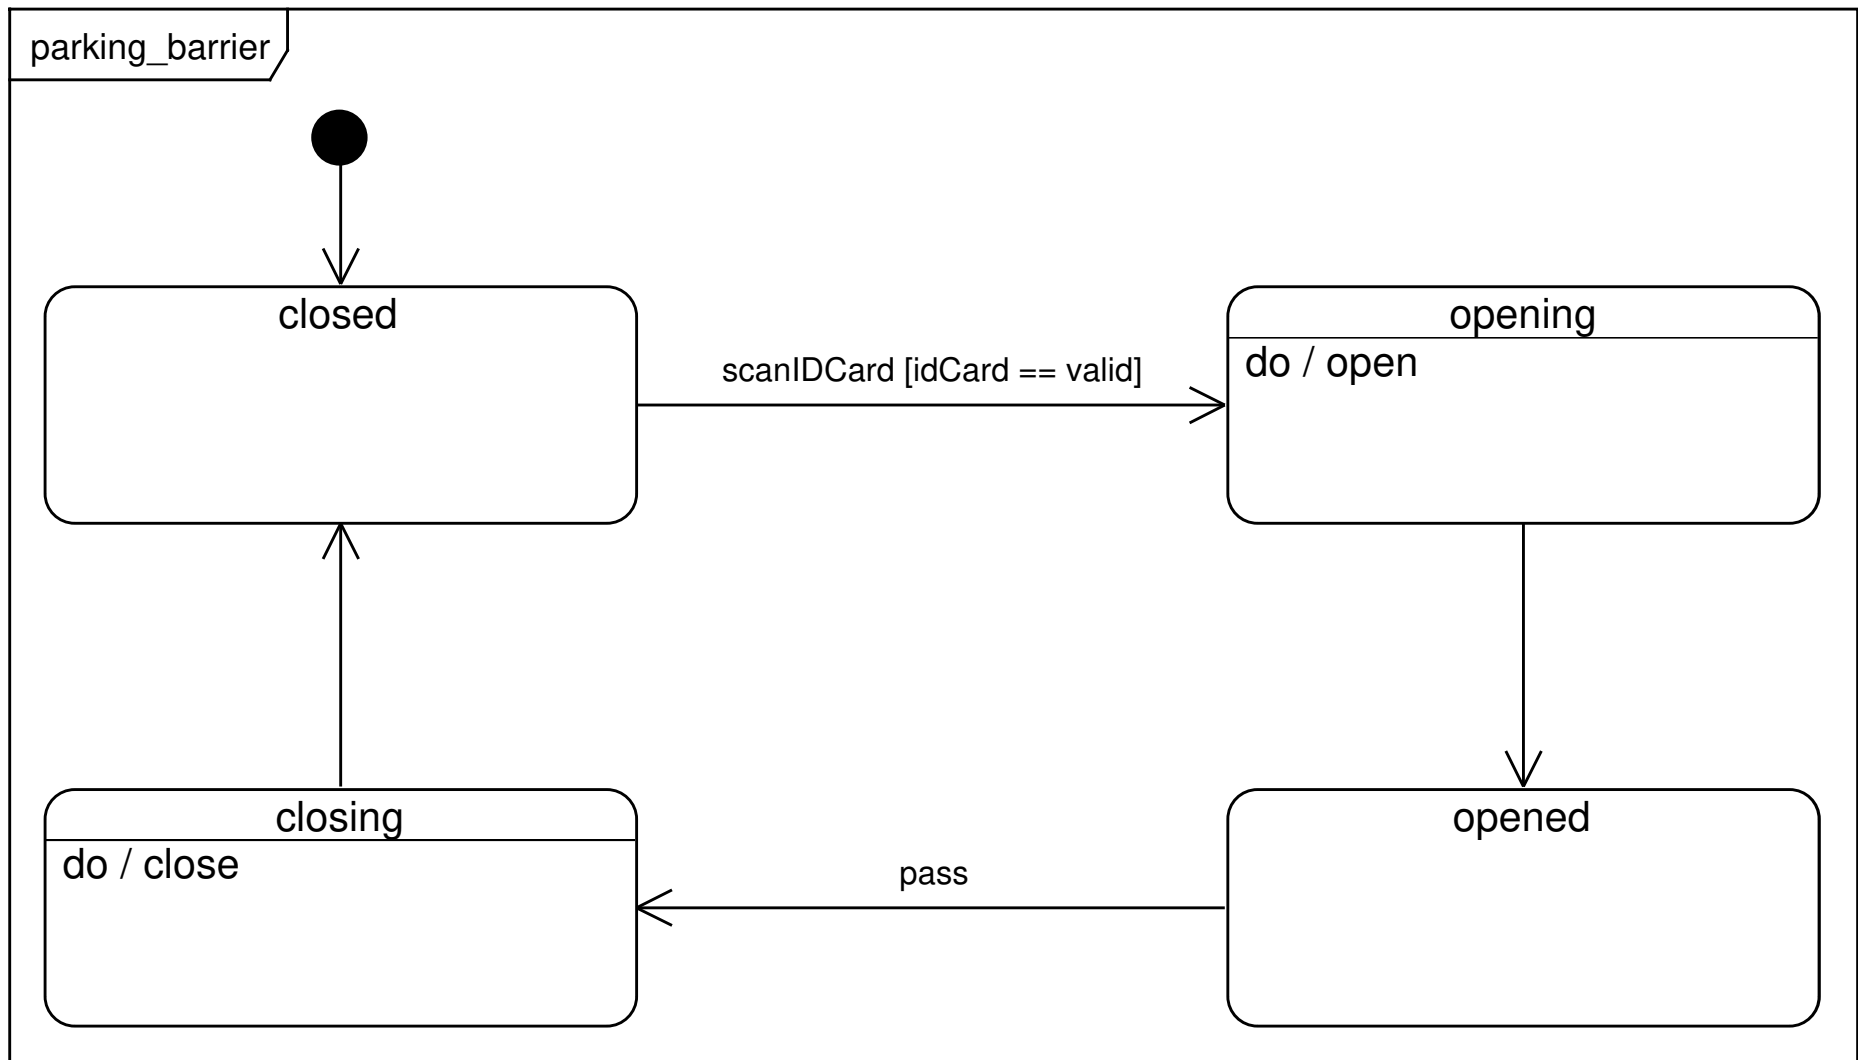 parking_barrier
closed
opening
scanIDCard [idCard == valid]
do / open
closing
opened
do / close
pass